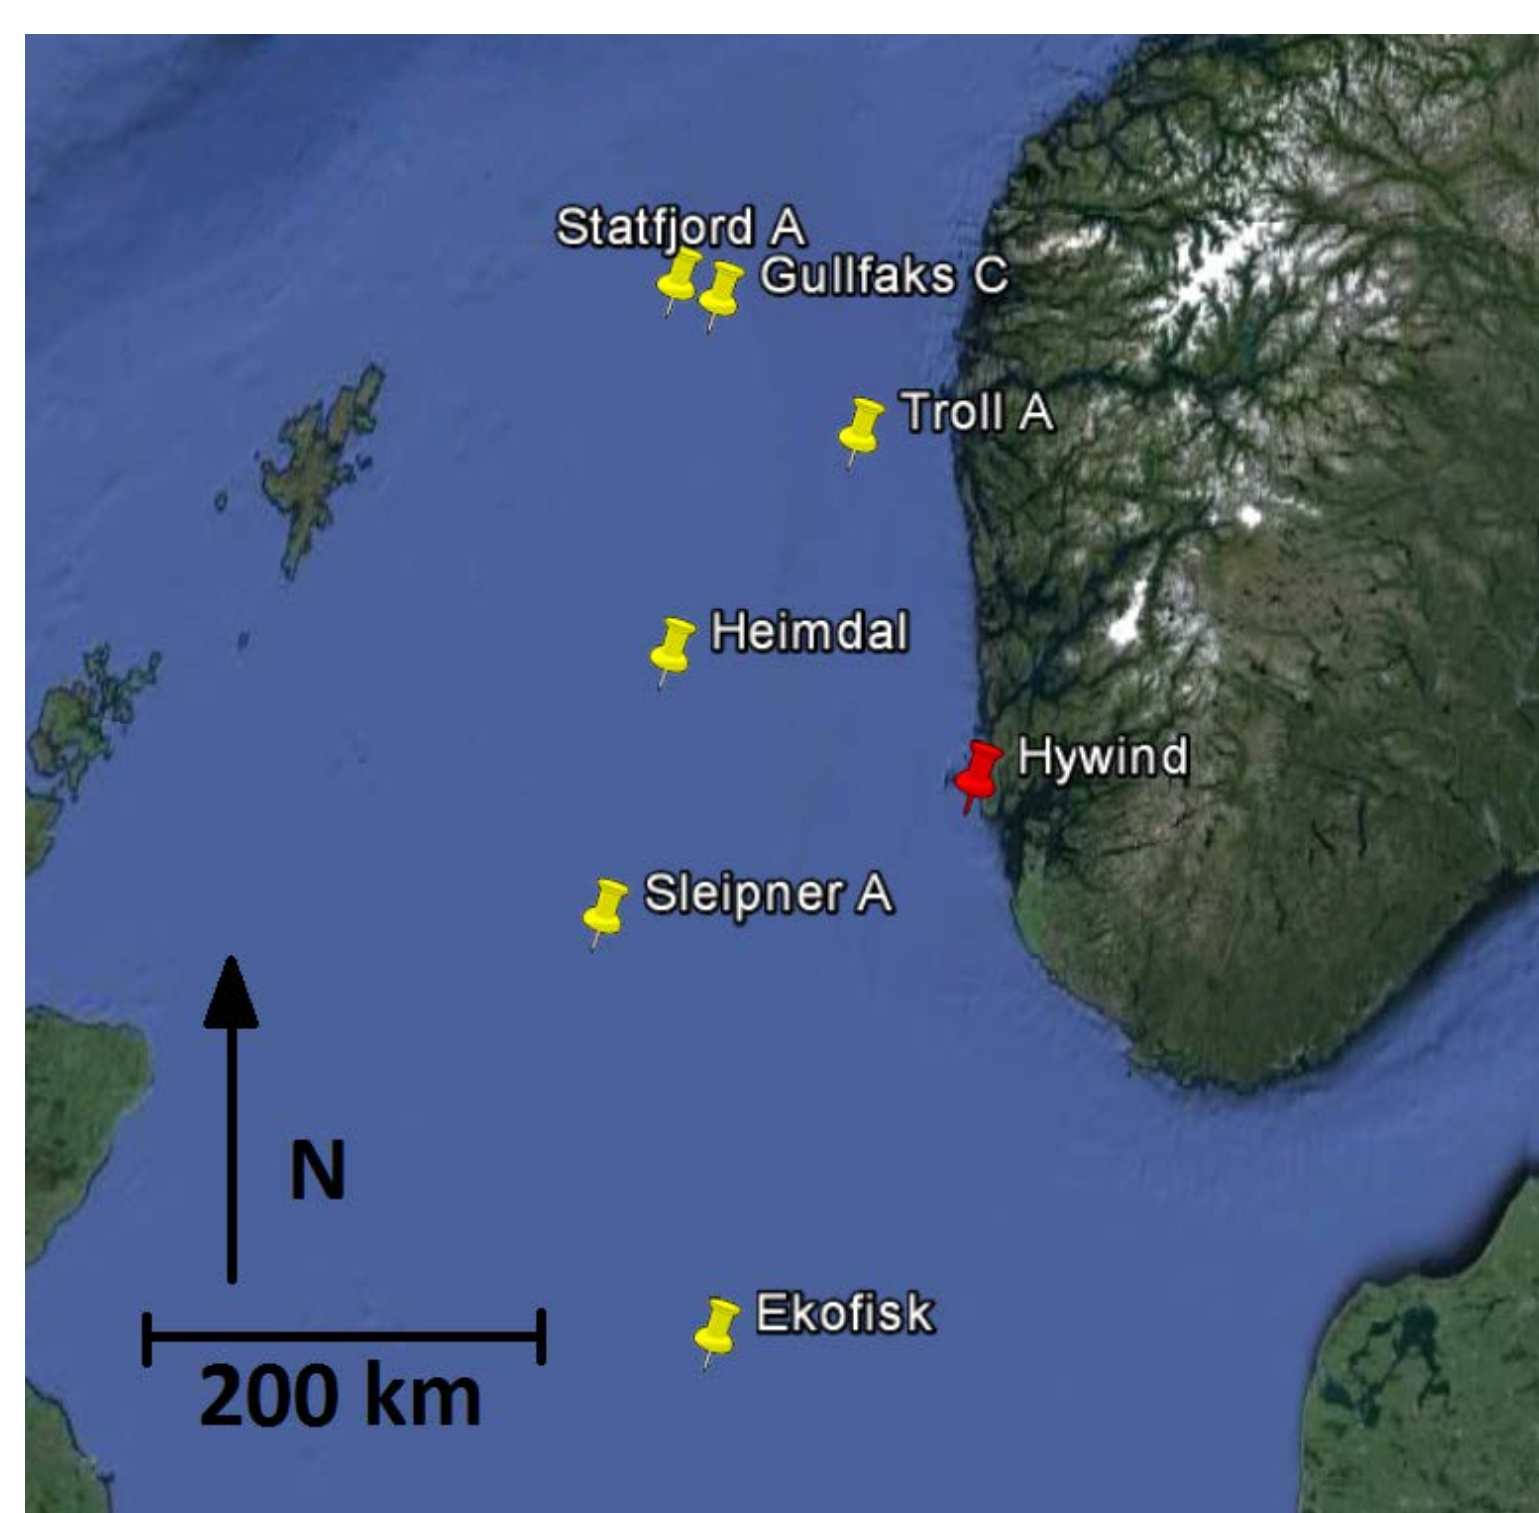 Statfjord A
Gullfaks C
Troll A
Heimdal
Hywind
Sleipner A
N
Ekofisk
200 km